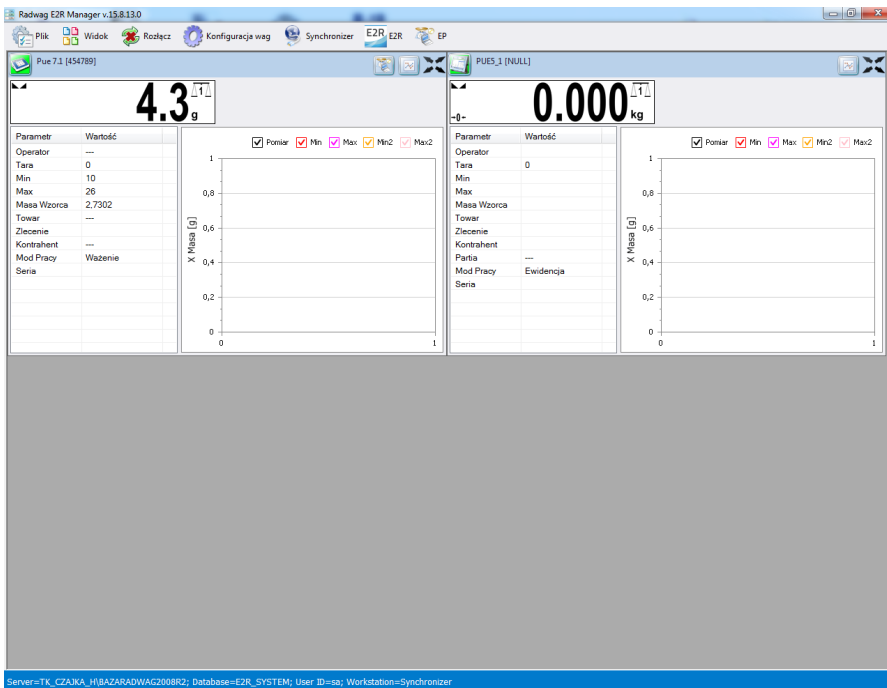 Radwag E2R Manager v.15.8.13.0
Plik Widok Rozłącz Konfiguracja wag Synchronizer E2R E2R EP
Pue 7.1 [454789]
4.3 g 1
Parametr Wartość
Operator ---
Tara 0
Min 10
Max 26
Masa Wzorca 2,7302
Towar ---
Zlecenie
Kontrahent ---
Mod Pracy Ważenie
Seria
Pomiar Min Max Min2 Max2
X Masa [g]
1
0,8
0,6
0,4
0,2
0
0 1
PUE5_1 [NULL]
→0←
0.000 kg 1
Parametr Wartość
Operator
Tara 0
Min
Max
Masa Wzorca
Towar
Zlecenie
Kontrahent
Partia ---
Mod Pracy Ewidencja
Seria
Pomiar Min Max Min2 Max2
X Masa [g]
1
0,8
0,6
0,4
0,2
0
0 1
Server=TK_CZAJKA_H\BAZARADWAG2008R2; Database=E2R_SYSTEM; User ID=sa; Workstation=Synchronizer